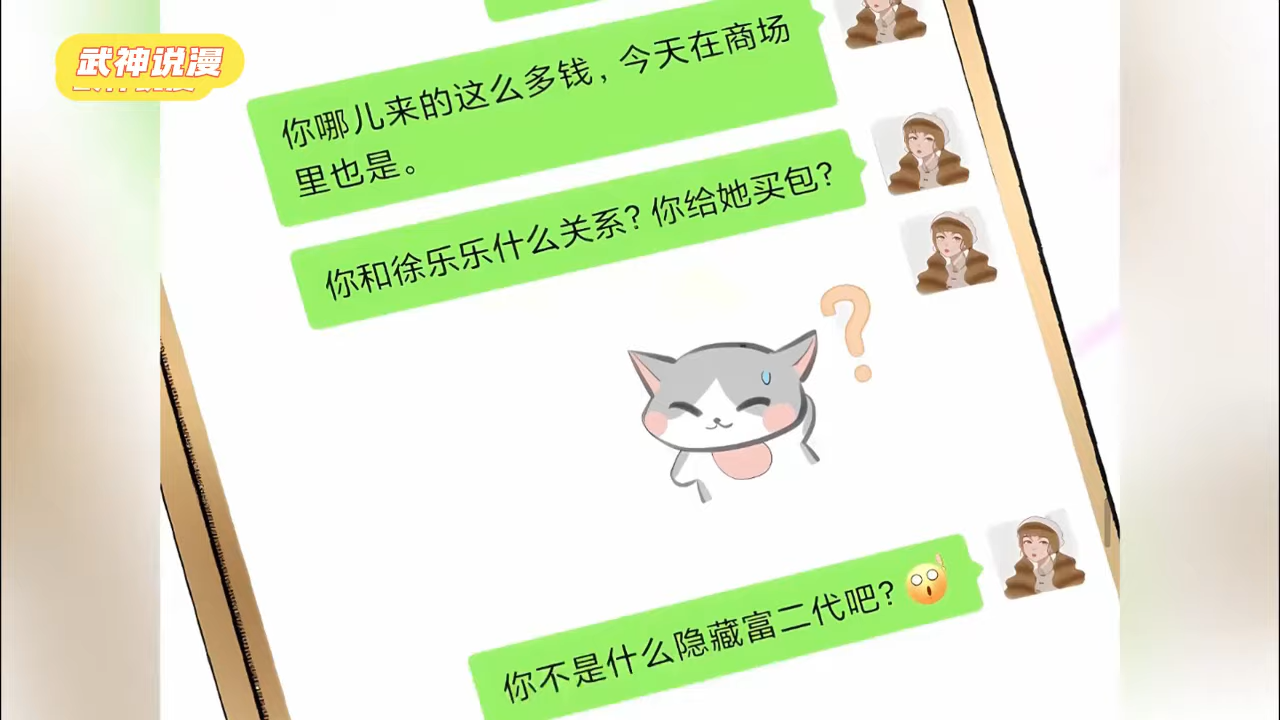 武神说漫
你哪儿来的这么多钱，今天在商场
里也是。
你和徐乐乐什么关系？你给她买包？
?
你不是什么隐藏富二代吧？